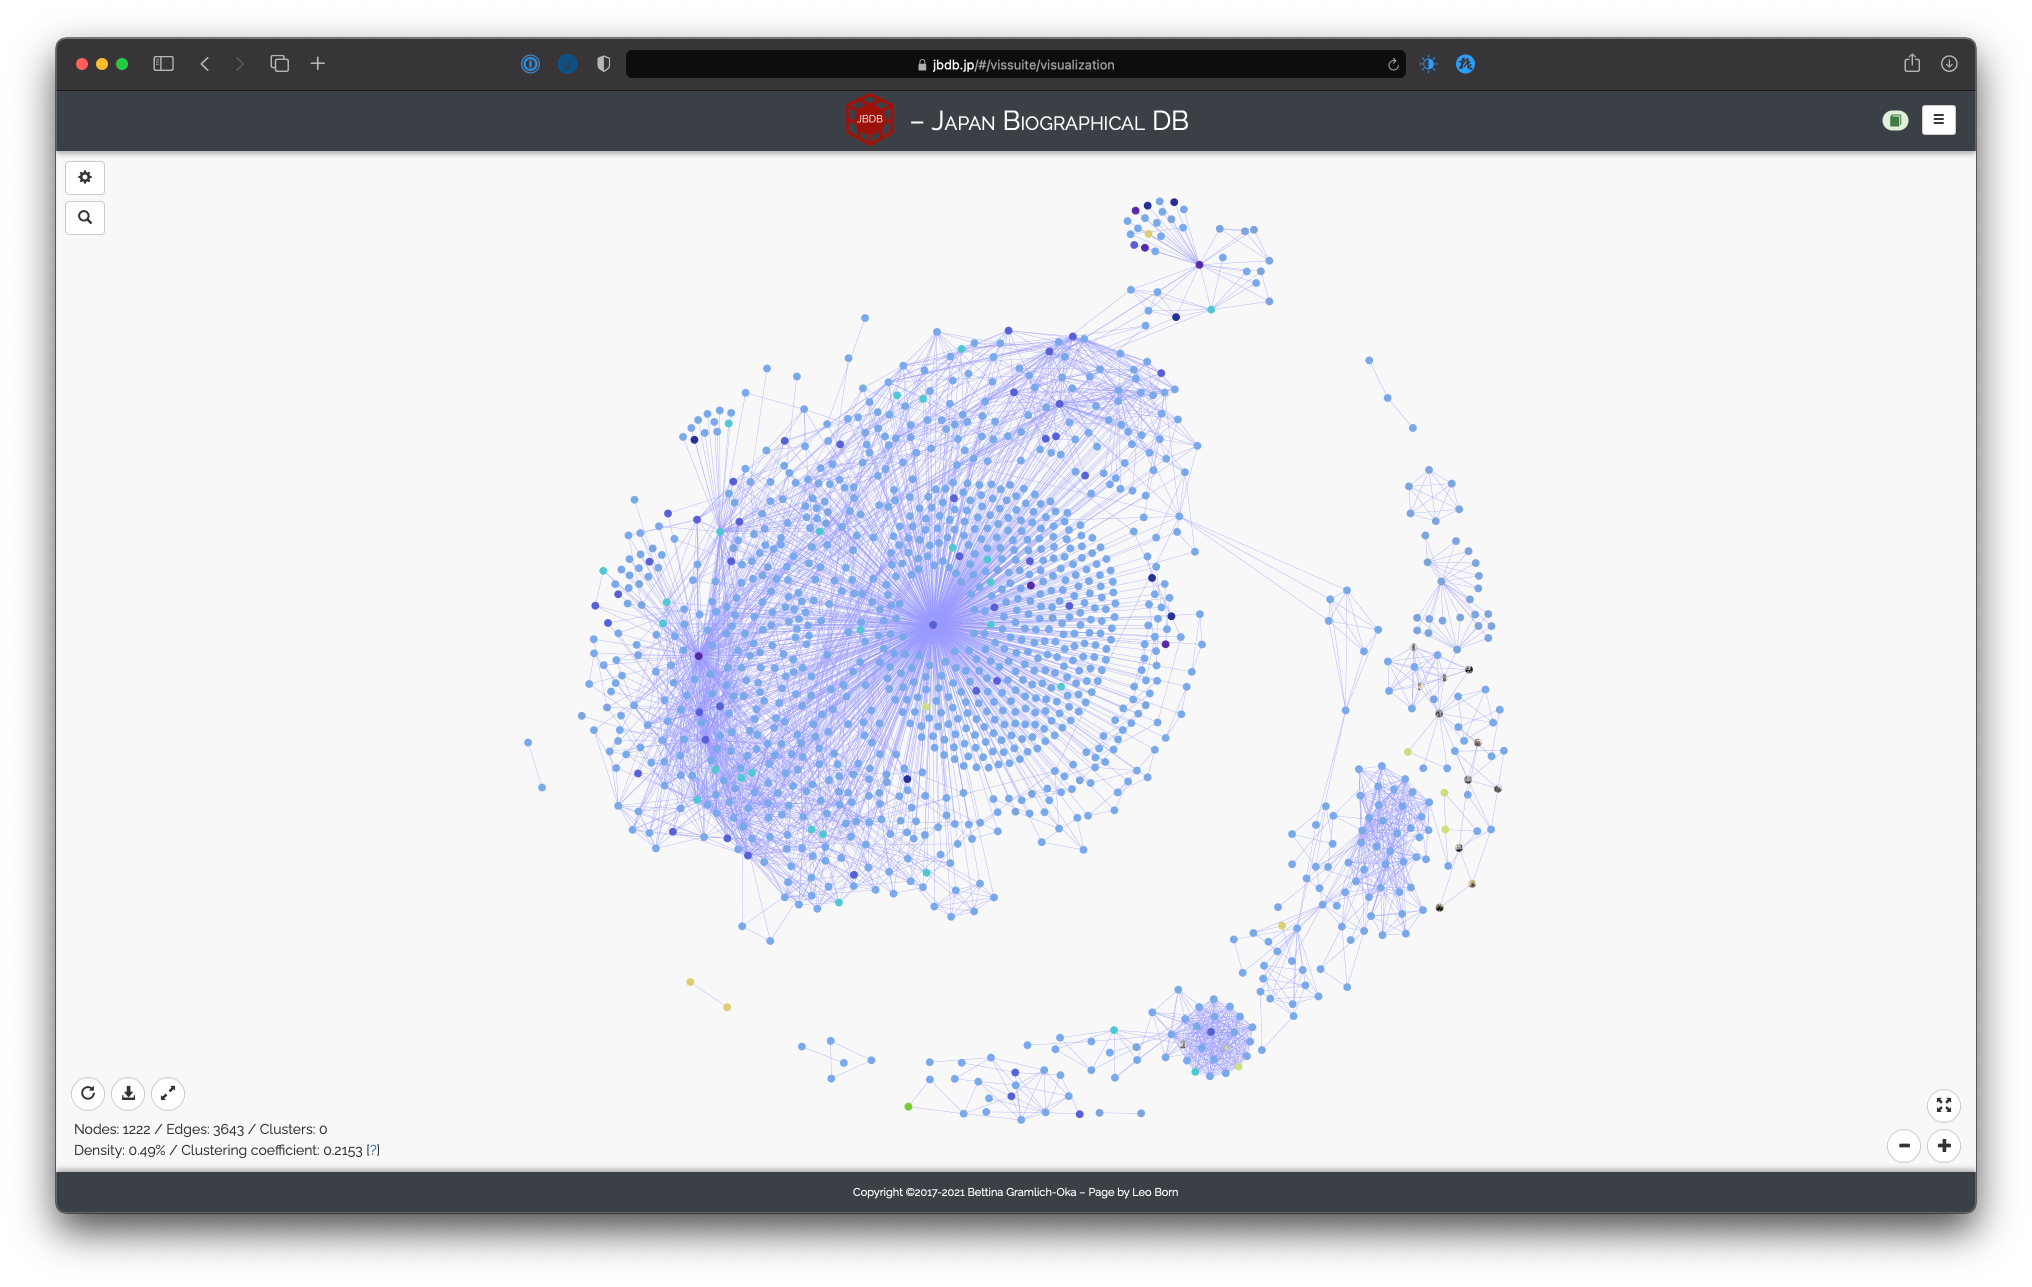 jbdb.jp/#/vissuite/visualization
JBDB
– Japan Biographical DB
Nodes: 1222 / Edges: 3643 / Clusters: 0
Density: 0.49% / Clustering coefficient: 0.2153 [?]
Copyright ©2017-2021 Bettina Gramlich-Oka – Page by Leo Born